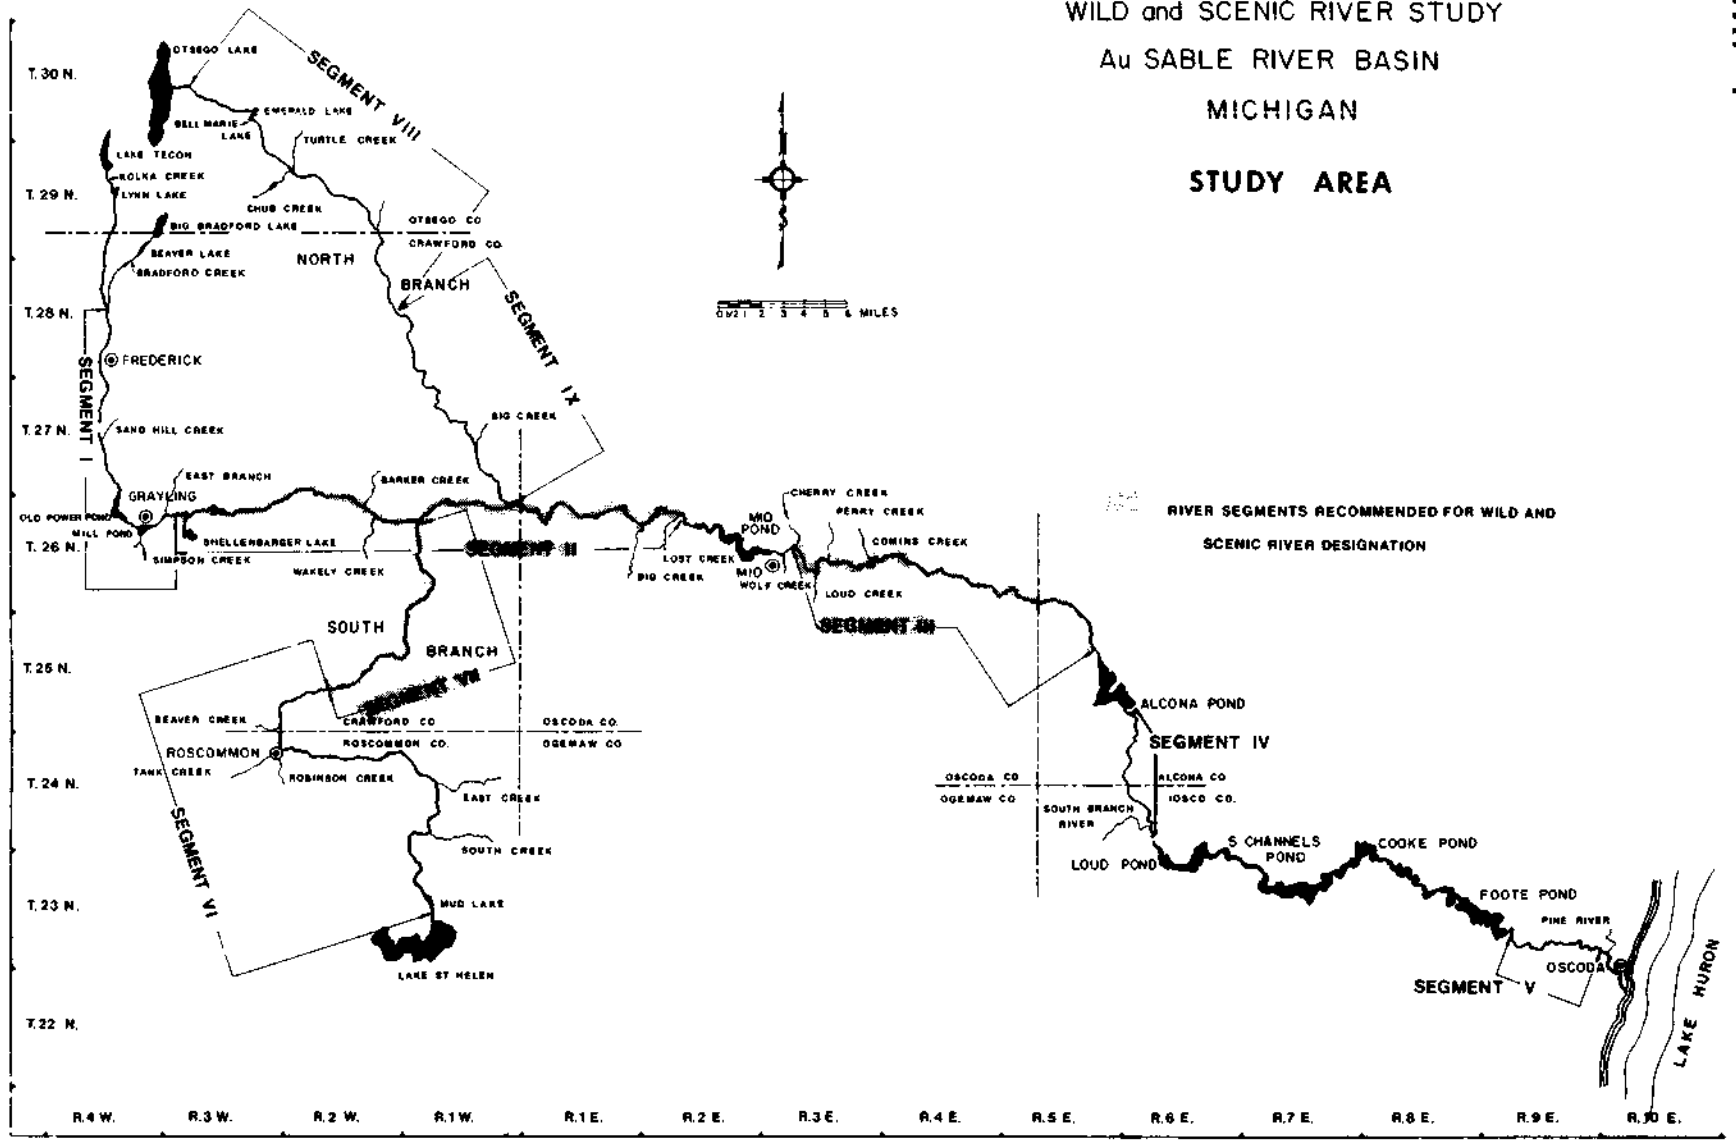 WILD and SCENIC RIVER STUDY
Au SABLE RIVER BASIN
MICHIGAN
STUDY AREA
T. 30 N.
OTSEGO LAKE
SEGMENT VIII
EMERALD LAKE
BELL MARIE
LAKE
TURTLE CREEK
LAKE TECON
KOLKA CREEK
LYNN LAKE
T. 29 N.
CHUB CREEK
BIG BRADFORD LAKE
OTSEGO CO
CRAWFORD CO.
BEAVER LAKE
BRADFORD CREEK
NORTH
BRANCH
SEGMENT IX
T. 28 N.
0 1/2 1 2 3 4 5 6 MILES
FREDERICK
SEGMENT I
T. 27 N.
SAND HILL CREEK
BIG CREEK
EAST BRANCH
BARKER CREEK
GRAYLING
OLD POWER POND
MILL POND
T. 26 N.
SHELLENBARGER LAKE
SIMPSON CREEK
WAKELY CREEK
SEGMENT II
CHERRY CREEK
PERRY CREEK
MIO
POND
COMINS CREEK
LOST CREEK
BIG CREEK
MIO
WOLF CREEK
LOUD CREEK
SEGMENT III
RIVER SEGMENTS RECOMMENDED FOR WILD AND
SCENIC RIVER DESIGNATION
SOUTH
BRANCH
T. 25 N.
SEGMENT VII
BEAVER CREEK
CRAWFORD CO
OSCODA CO.
ROSCOMMON CO.
OGEMAW CO
ROSCOMMON
TANK CREEK
ROBINSON CREEK
ALCONA POND
SEGMENT IV
T. 24 N.
EAST CREEK
OSCODA CO
ALCONA CO
OGEMAW CO
IOSCO CO.
SOUTH BRANCH
RIVER
SEGMENT VI
SOUTH CREEK
LOUD POND
5 CHANNELS
POND
COOKE POND
T. 23 N.
MUD LAKE
FOOTE POND
PINE RIVER
LAKE ST HELEN
OSCODA
SEGMENT V
LAKE HURON
T. 22 N.
R.4 W. R.3 W. R.2 W. R.1 W. R.1 E. R.2 E. R.3 E. R.4 E. R.5 E. R.6 E. R.7 E. R.8 E. R.9 E. R.10 E.